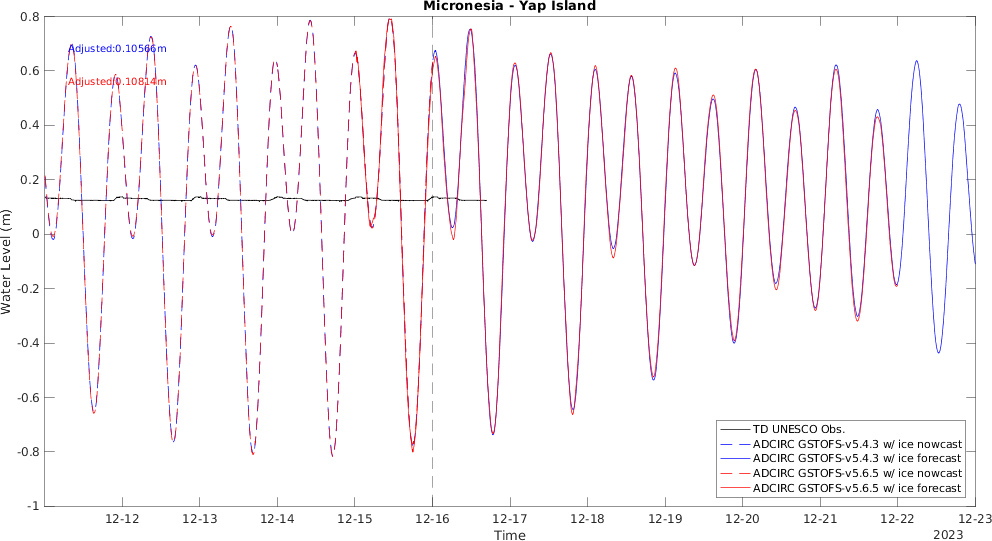 Micronesia - Yap Island
0.8
0.6
0.4
0.2
0
-0.2
-0.4
-0.6
-0.8
-1
Water Level (m)
Adjusted:0.10566m
Adjusted:0.10814m
TD UNESCO Obs.
ADCIRC GSTOFS-v5.4.3 w/ ice nowcast
ADCIRC GSTOFS-v5.4.3 w/ ice forecast
ADCIRC GSTOFS-v5.6.5 w/ ice nowcast
ADCIRC GSTOFS-v5.6.5 w/ ice forecast
12-12 12-13 12-14 12-15 12-16 12-17 12-18 12-19 12-20 12-21 12-22 12-23
Time
2023